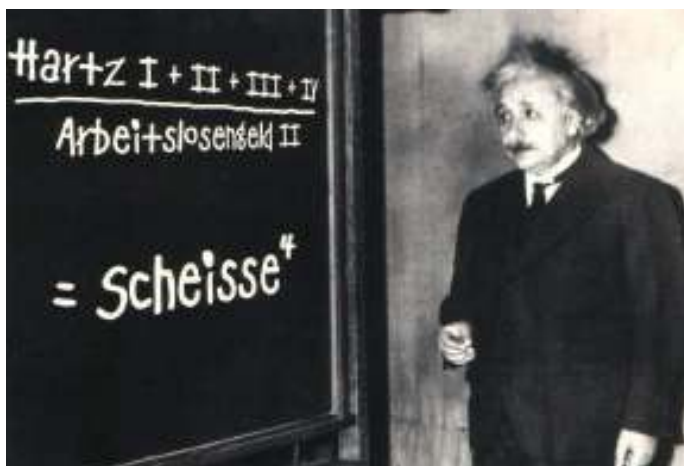 Hartz I + II + III + IV
Arbeitslosengeld II
= Scheisse⁴